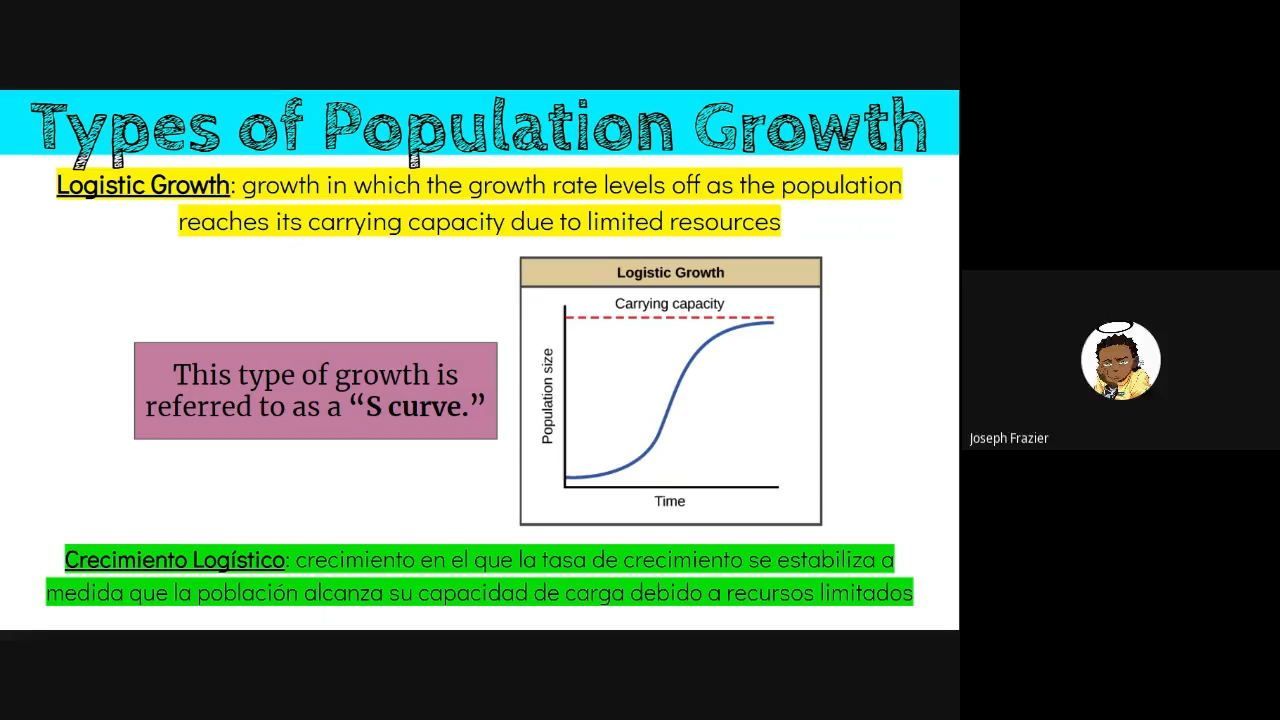 Types of Population Growth
Logistic Growth: growth in which the growth rate levels off as the population
reaches its carrying capacity due to limited resources
This type of growth is
referred to as a “S curve.”
Logistic Growth
Carrying capacity
Population size
Time
Joseph Frazier
Crecimiento Logístico: crecimiento en el que la tasa de crecimiento se estabiliza a
medida que la población alcanza su capacidad de carga debido a recursos limitados